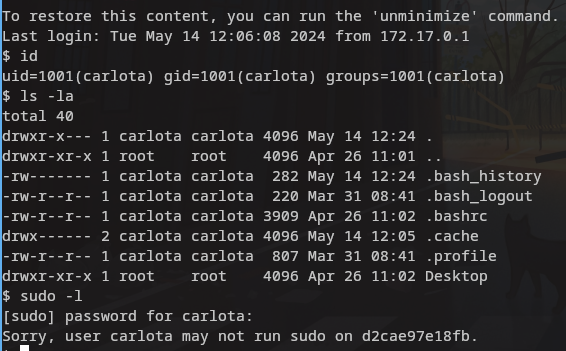 To restore this content, you can run the 'unminimize' command.
Last login: Tue May 14 12:06:08 2024 from 172.17.0.1
$ id
uid=1001(carlota) gid=1001(carlota) groups=1001(carlota)
$ ls -la
total 40
drwxr-x--- 1 carlota carlota 4096 May 14 12:24 .
drwxr-xr-x 1 root    root    4096 Apr 26 11:01 ..
-rw------- 1 carlota carlota  282 May 14 12:24 .bash_history
-rw-r--r-- 1 carlota carlota  220 Mar 31 08:41 .bash_logout
-rw-r--r-- 1 carlota carlota 3909 Apr 26 11:02 .bashrc
drwx------ 2 carlota carlota 4096 May 14 12:05 .cache
-rw-r--r-- 1 carlota carlota  807 Mar 31 08:41 .profile
drwxr-xr-x 1 root    root    4096 Apr 26 11:02 Desktop
$ sudo -l
[sudo] password for carlota:
Sorry, user carlota may not run sudo on d2cae97e18fb.